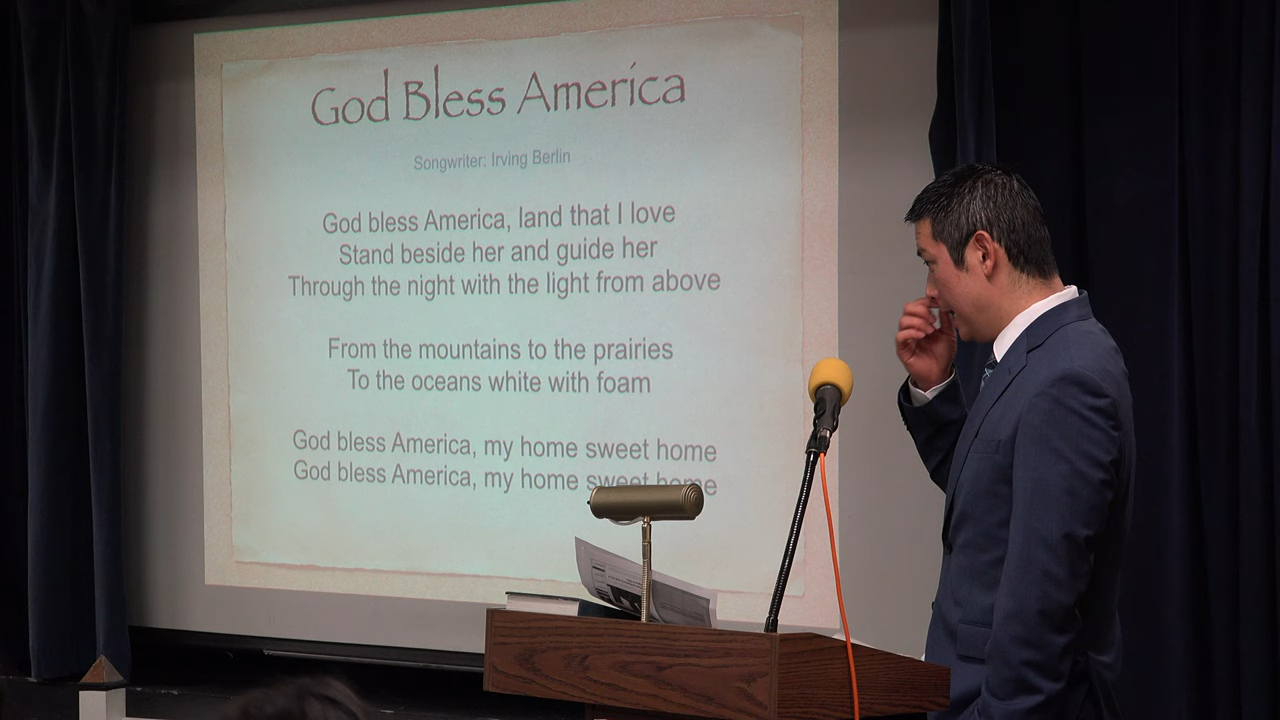 God Bless America
Songwriter: Irving Berlin
God bless America, land that I love
Stand beside her and guide her
Through the night with the light from above
From the mountains to the prairies
To the oceans white with foam
God bless America, my home sweet home
God bless America, my home sweet home